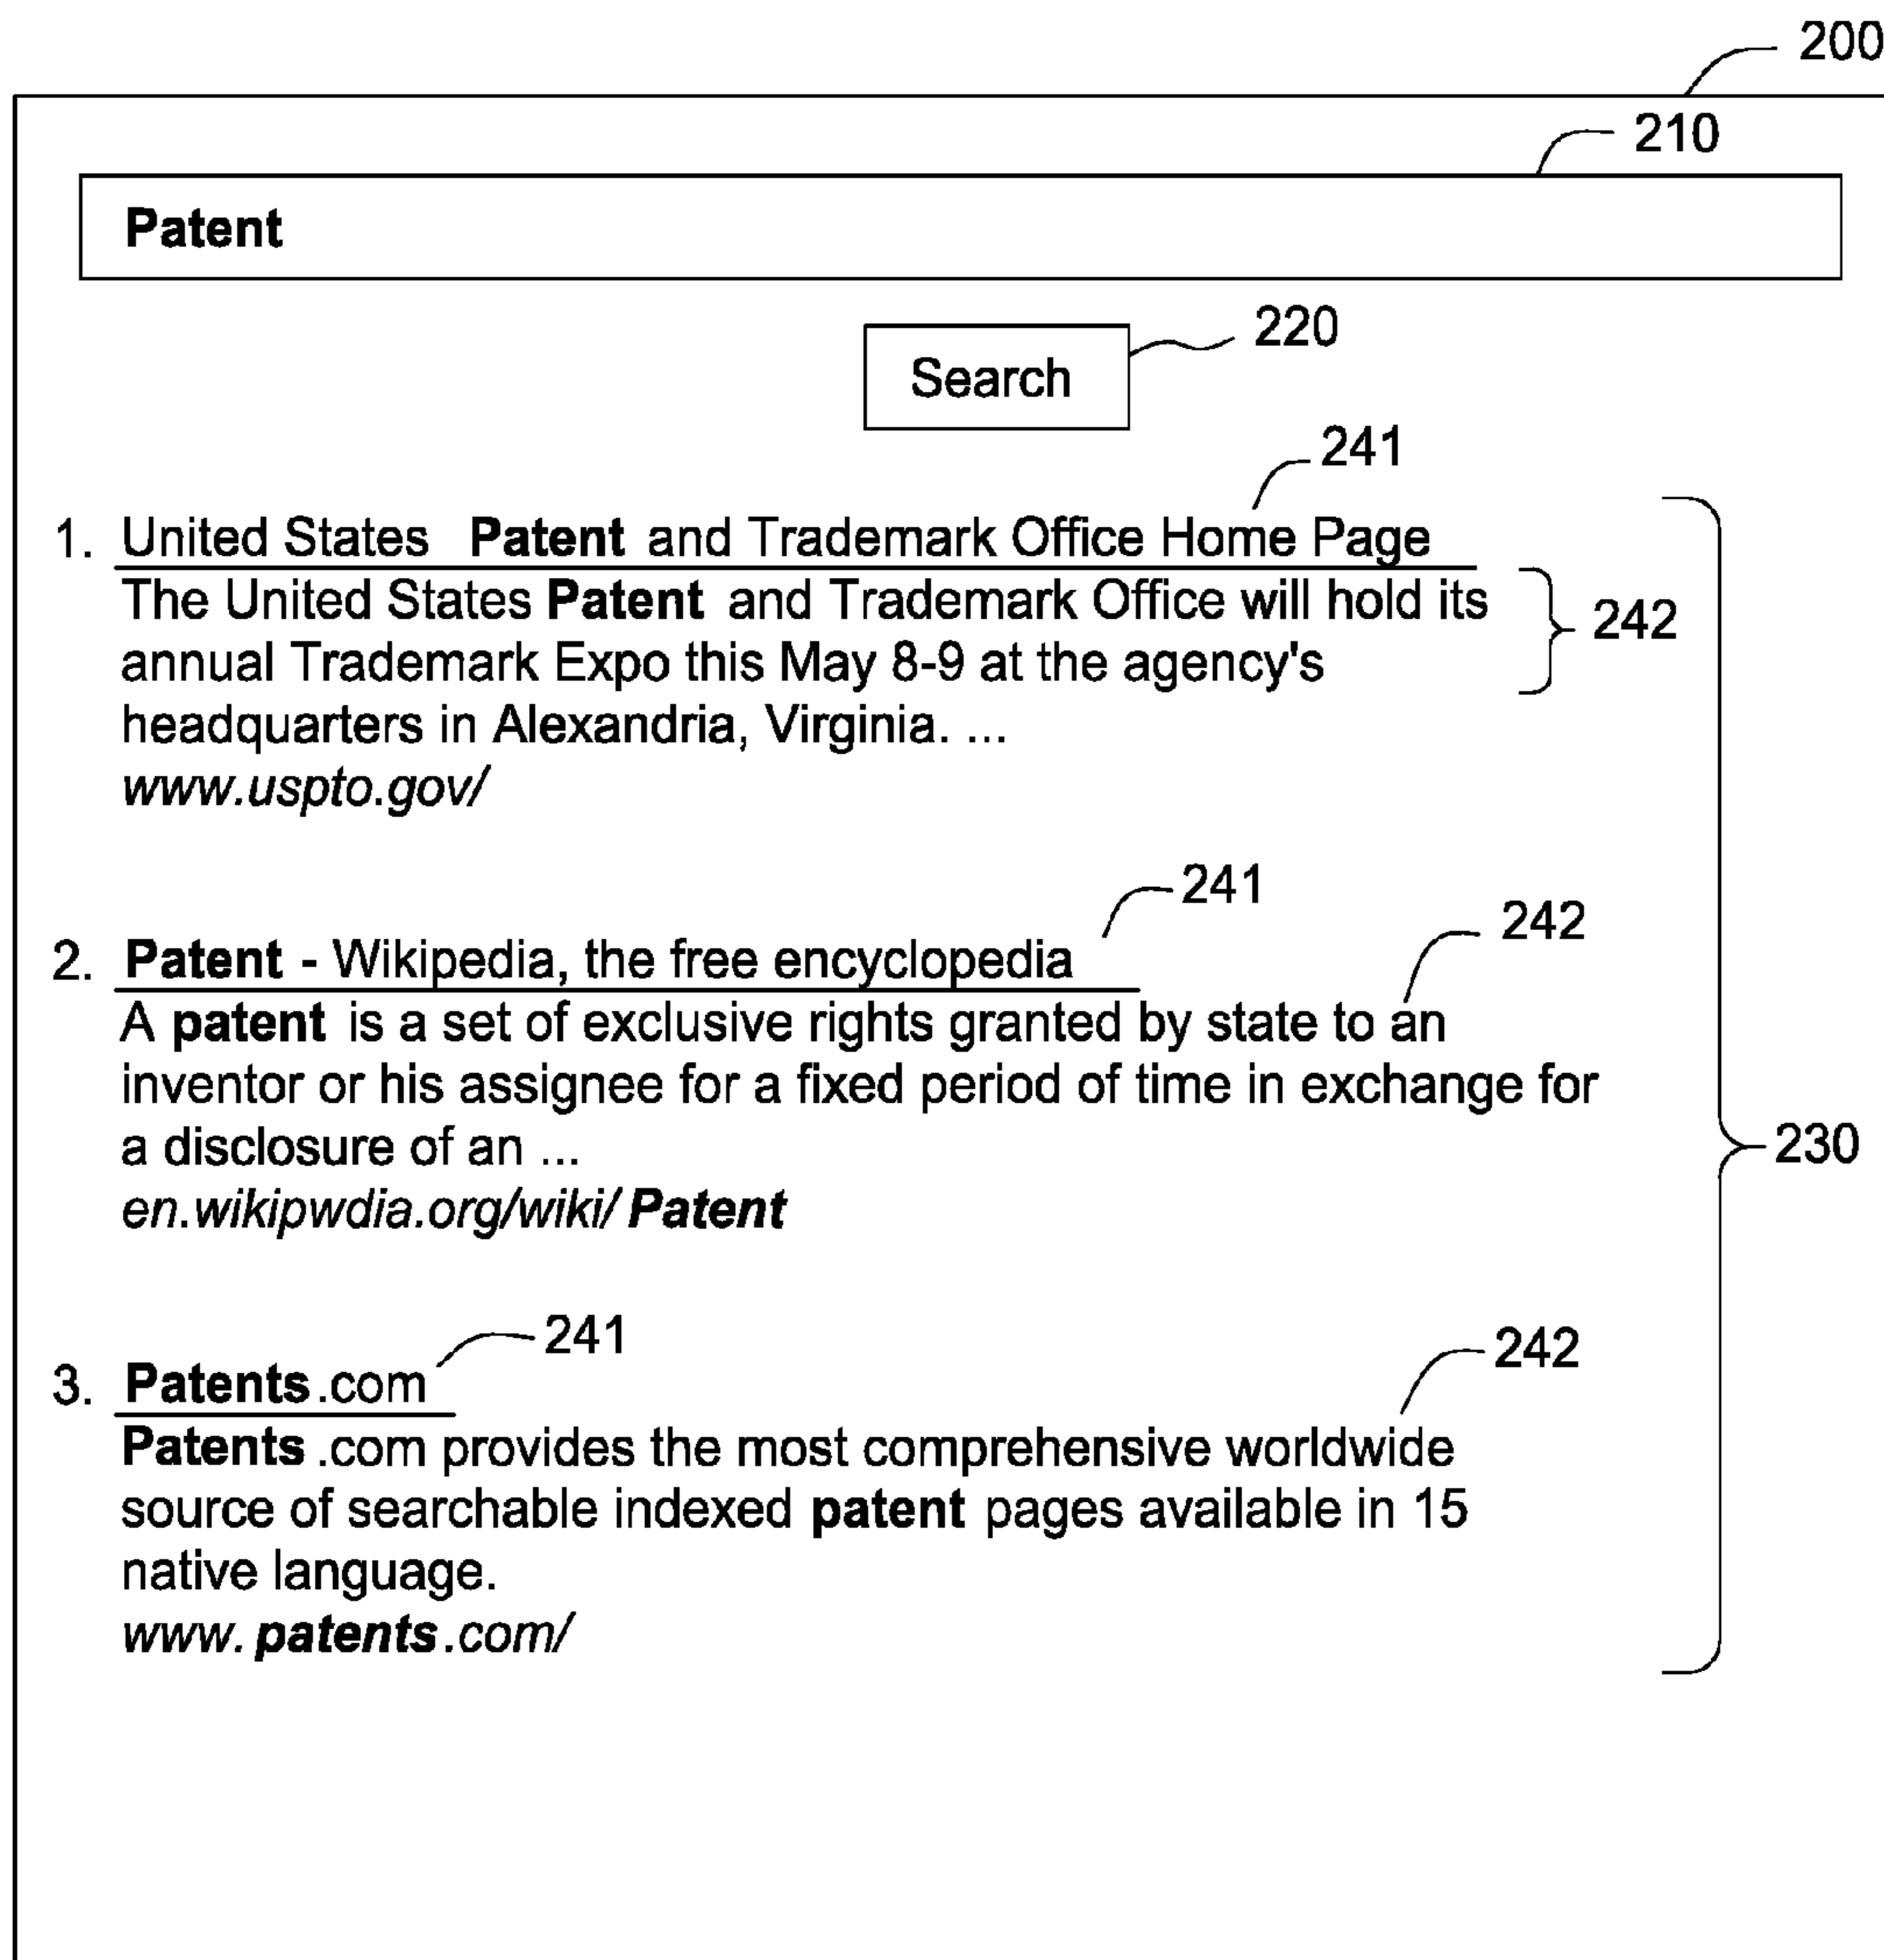 200
210
Patent
220
Search
241
1. United States Patent and Trademark Office Home Page
The United States Patent and Trademark Office will hold its
242
annual Trademark Expo this May 8-9 at the agency's
headquarters in Alexandria, Virginia. ...
www.uspto.gov/
241
242
2. Patent - Wikipedia, the free encyclopedia
A patent is a set of exclusive rights granted by state to an
inventor or his assignee for a fixed period of time in exchange for
a disclosure of an ...
230
en.wikipwdia.org/wiki/Patent
241
242
3. Patents.com
Patents.com provides the most comprehensive worldwide
source of searchable indexed patent pages available in 15
native language.
www.patents.com/